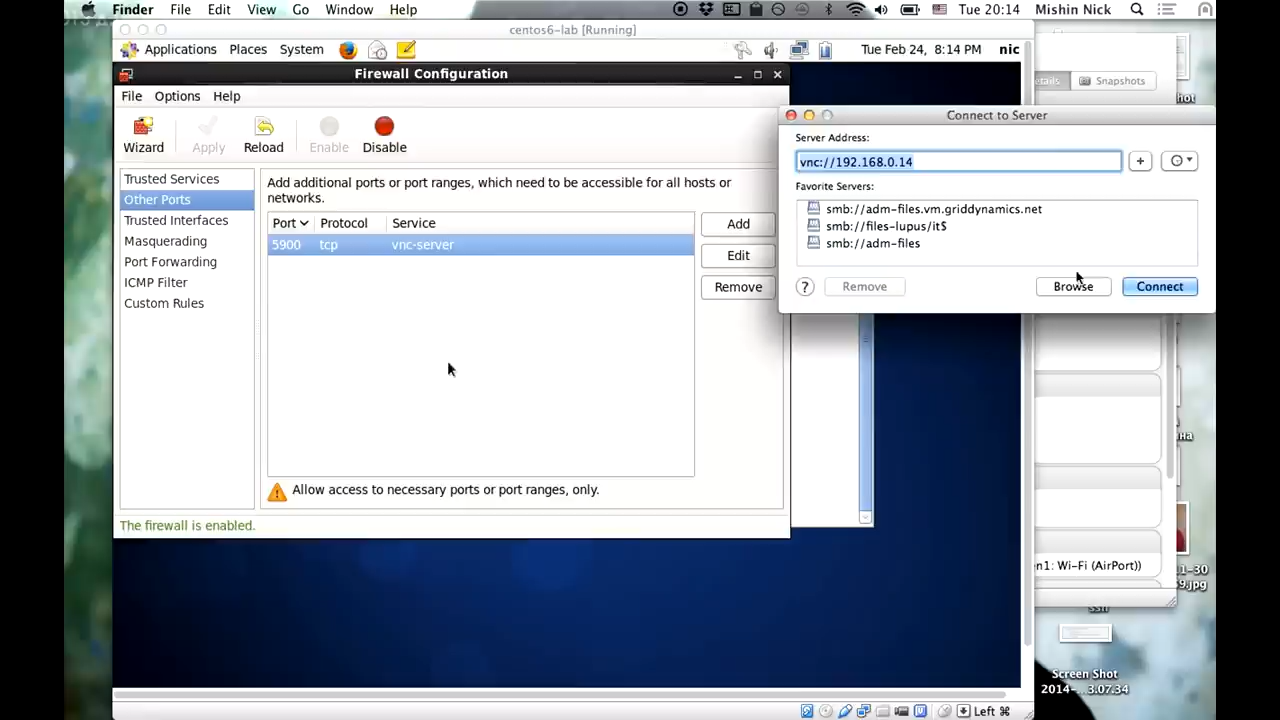 Finder File Edit View Go Window Help
Tue 20:14 Mishin Nick
centos6-lab [Running]
Applications Places System
Tue Feb 24, 8:14 PM nic
Firewall Configuration
File Options Help
Wizard Apply Reload Enable Disable
Trusted Services
Other Ports
Trusted Interfaces
Masquerading
Port Forwarding
ICMP Filter
Custom Rules
Add additional ports or port ranges, which need to be accessible for all hosts or
networks.
Port Protocol Service
5900 tcp vnc-server
Add
Edit
Remove
Allow access to necessary ports or port ranges, only.
The firewall is enabled.
Snapshots
Connect to Server
Server Address:
vnc://192.168.0.14
+
Favorite Servers:
smb://adm-files.vm.griddynamics.net
smb://files-lupus/it$
smb://adm-files
? Remove Browse Connect
n1: Wi-Fi (AirPort))
ssh
Screen Shot
2014-...3.07.34
Left ⌘